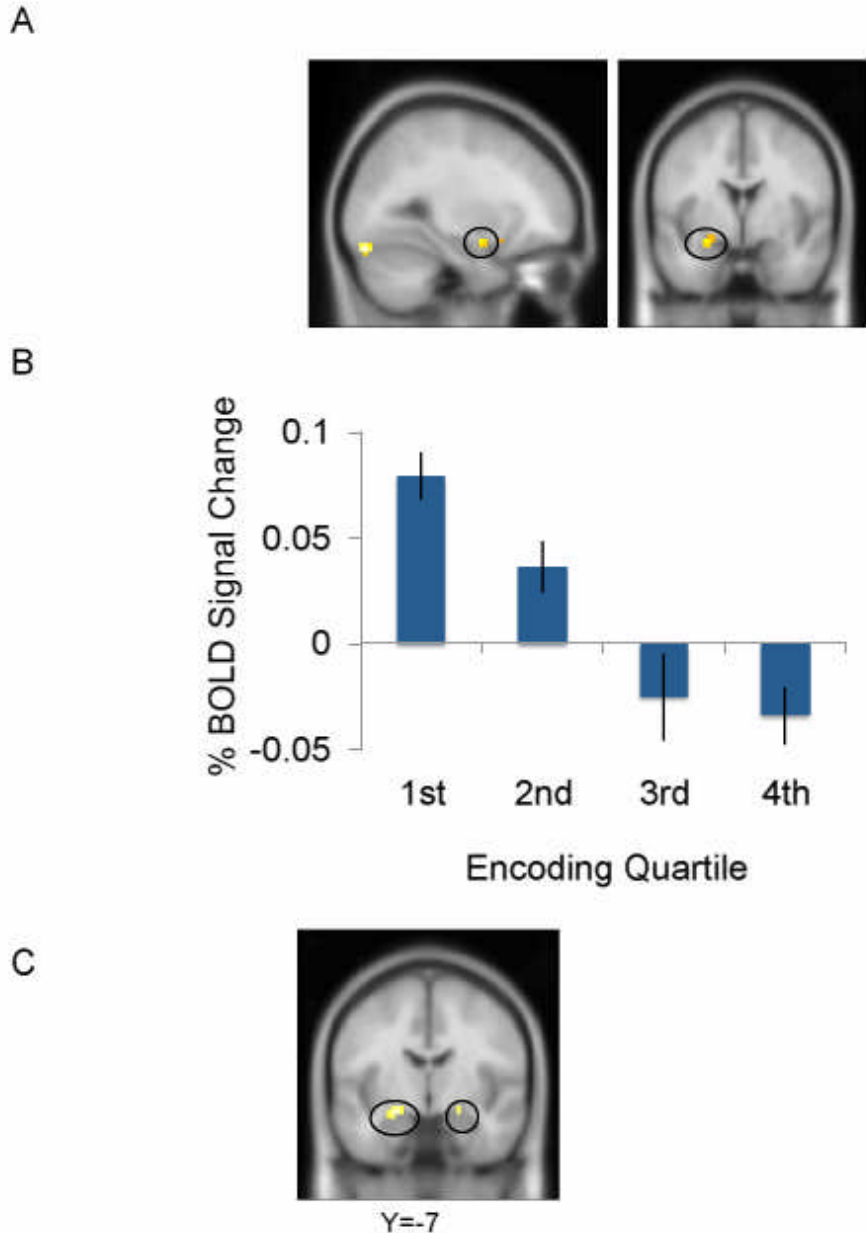 A
B
% BOLD Signal Change
0.1
0.05
0
-0.05
1st 2nd 3rd 4th
Encoding Quartile
C
Y=-7